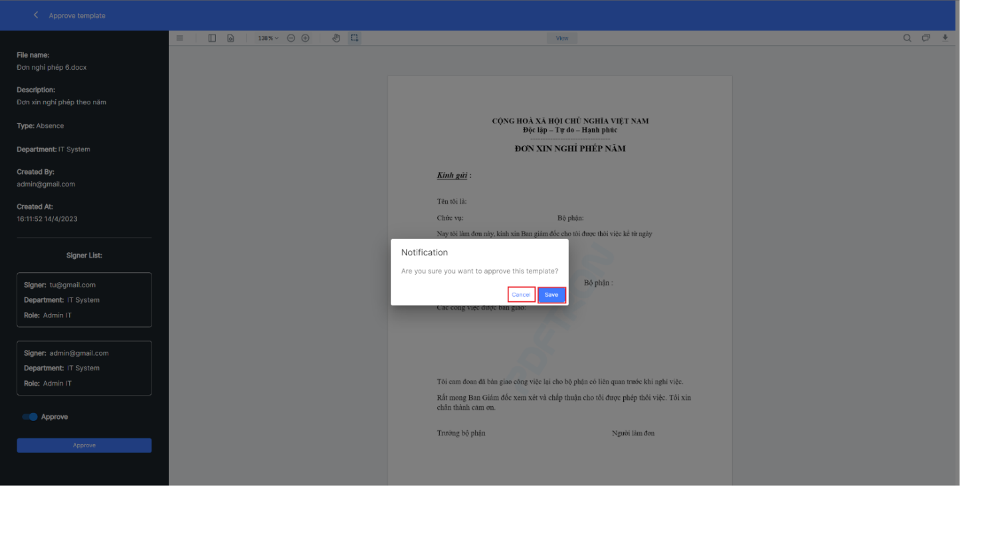 Approve template
File name:
Đơn nghỉ phép 6.docx
Description:
Đơn xin nghỉ phép theo năm
Type: Absence
Department: IT System
Created By:
admin@gmail.com
Created At:
16:11:52 14/4/2023
Signer List:
Signer: tu@gmail.com
Department: IT System
Role: Admin IT
Signer: admin@gmail.com
Department: IT System
Role: Admin IT
Approve
Approve
138%
View
CỘNG HOÀ XÃ HỘI CHỦ NGHĨA VIỆT NAM
Độc lập – Tự do – Hạnh phúc
ĐƠN XIN NGHỈ PHÉP NĂM
Kính gửi :
Tên tôi là:
Chức vụ: Bộ phận:
Nay tôi làm đơn này, kính xin Ban giám đốc cho tôi được thôi việc kể từ ngày
Notification
Are you sure you want to approve this template?
Cancel Save
Bộ phận :
Các công việc được bàn giao:
Tôi cam đoan đã bàn giao công việc lại cho bộ phận có liên quan trước khi nghỉ việc.
Rất mong Ban Giám đốc xem xét và chấp thuận cho tôi được phép thôi việc. Tôi xin
chân thành cảm ơn.
Trưởng bộ phận Người làm đơn